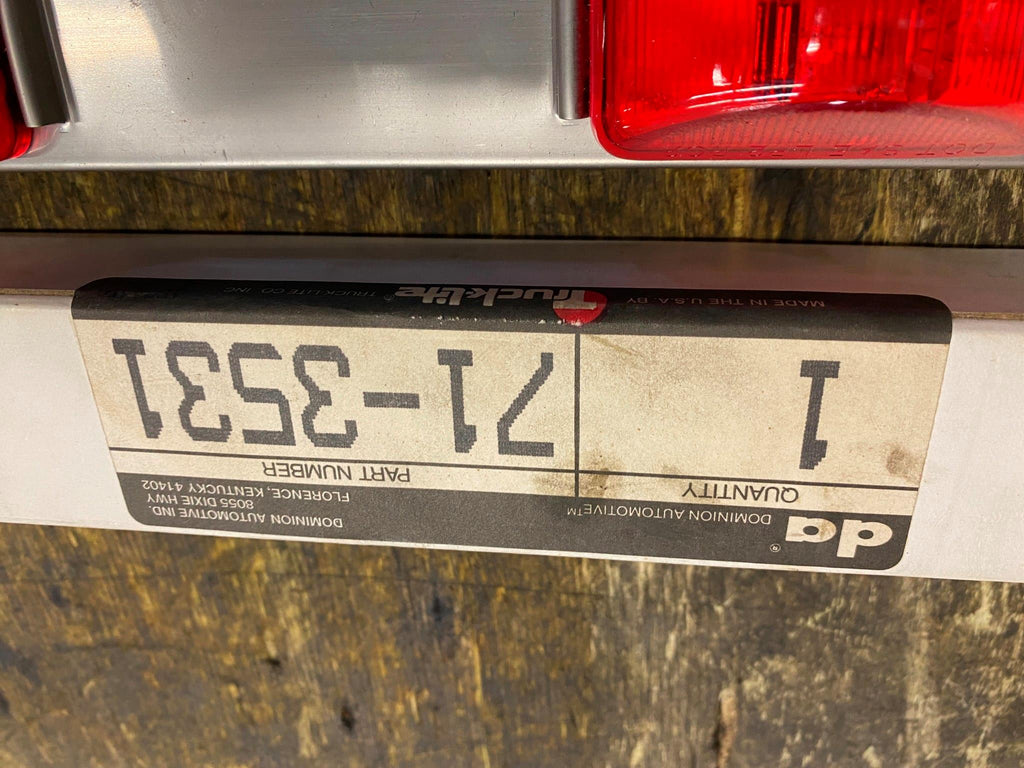 da® DOMINION AUTOMOTIVE™
DOMINION AUTOMOTIVE IND.
8055 DIXIE HWY
FLORENCE, KENTUCKY 41402
QUANTITY PART NUMBER
1 71-3531
MADE IN THE U.S.A. BY Truck-lite® TRUCK-LITE CO. INC.